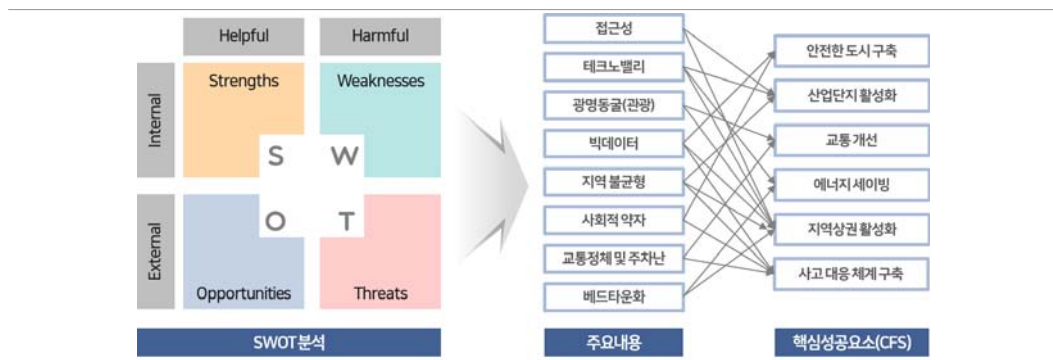 Helpful
Harmful
Internal
External
Strengths
Weaknesses
S
W
O
T
Opportunities
Threats
SWOT 분석
접근성
테크노밸리
광명동굴(관광)
빅데이터
지역 불균형
사회적 약자
교통정체 및 주차난
베드타운화
주요내용
안전한 도시 구축
산업단지 활성화
교통 개선
에너지 세이빙
지역상권 활성화
사고 대응 체계 구축
핵심성공요소(CFS)